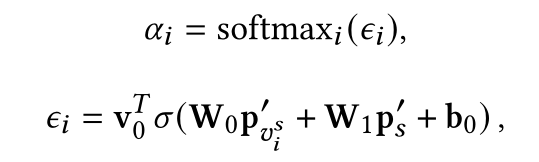 αᵢ = softmaxᵢ(ϵᵢ),
ϵᵢ = v₀ᵀ σ(W₀p′_{vᵢˢ} + W₁p′ₛ + b₀) ,